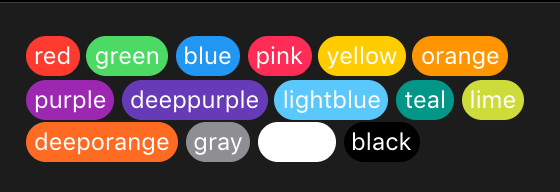 red green blue pink yellow orange
purple deeppurple lightblue teal lime
deeporange gray black